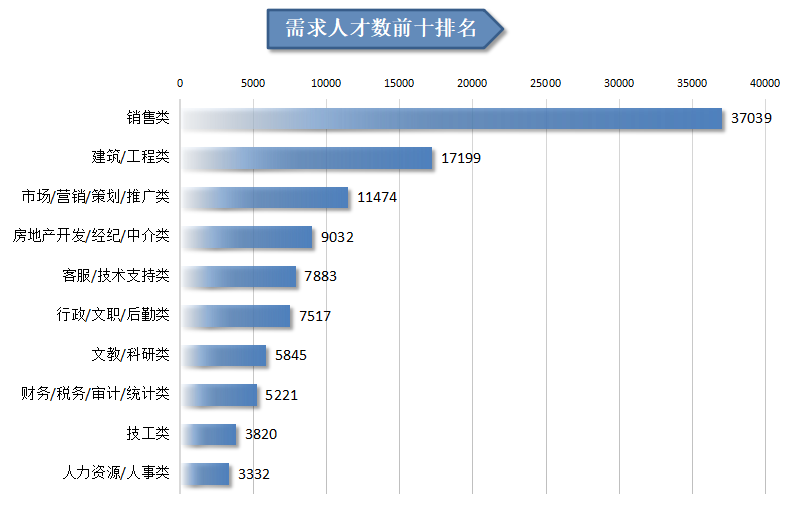 需求人才数前十排名
0 5000 10000 15000 20000 25000 30000 35000 40000
销售类 37039
建筑/工程类 17199
市场/营销/策划/推广类 11474
房地产开发/经纪/中介类 9032
客服/技术支持类 7883
行政/文职/后勤类 7517
文教/科研类 5845
财务/税务/审计/统计类 5221
技工类 3820
人力资源/人事类 3332